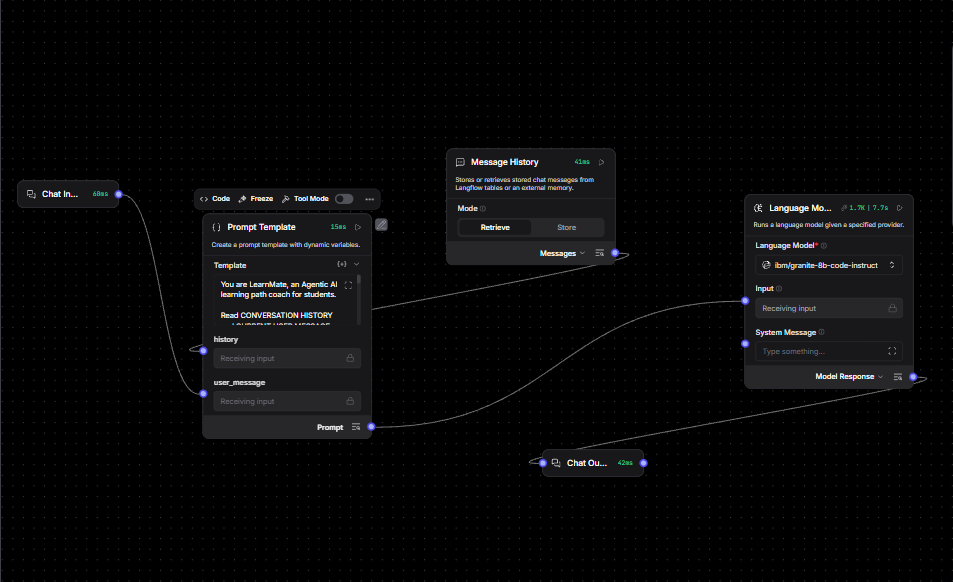 Chat In...
68ms
Code
Freeze
Tool Mode
Prompt Template
15ms
Create a prompt template with dynamic variables.
Template
You are LearnMate, an Agentic AI
learning path coach for students.
Read CONVERSATION HISTORY
history
Receiving input
user_message
Receiving input
Prompt
Message History
41ms
Stores or retrieves stored chat messages from
Langflow tables or an external memory.
Mode
Retrieve
Store
Messages
Language Mo...
1.7K | 7.7s
Runs a language model given a specified provider.
Language Model*
ibm/granite-8b-code-instruct
Input
Receiving input
System Message
Type something...
Model Response
Chat Ou...
42ms